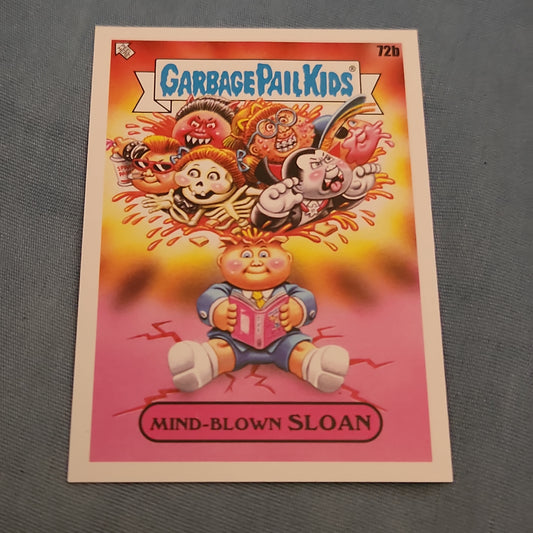 72b
GARBAGE PAIL KIDS®
MIND-BLOWN SLOAN